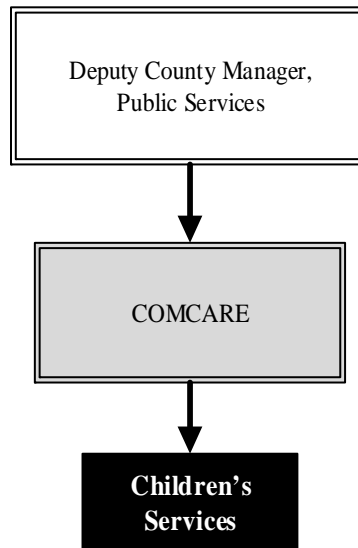 Deputy County Manager,
Public Services
COMCARE
Children’s
Services